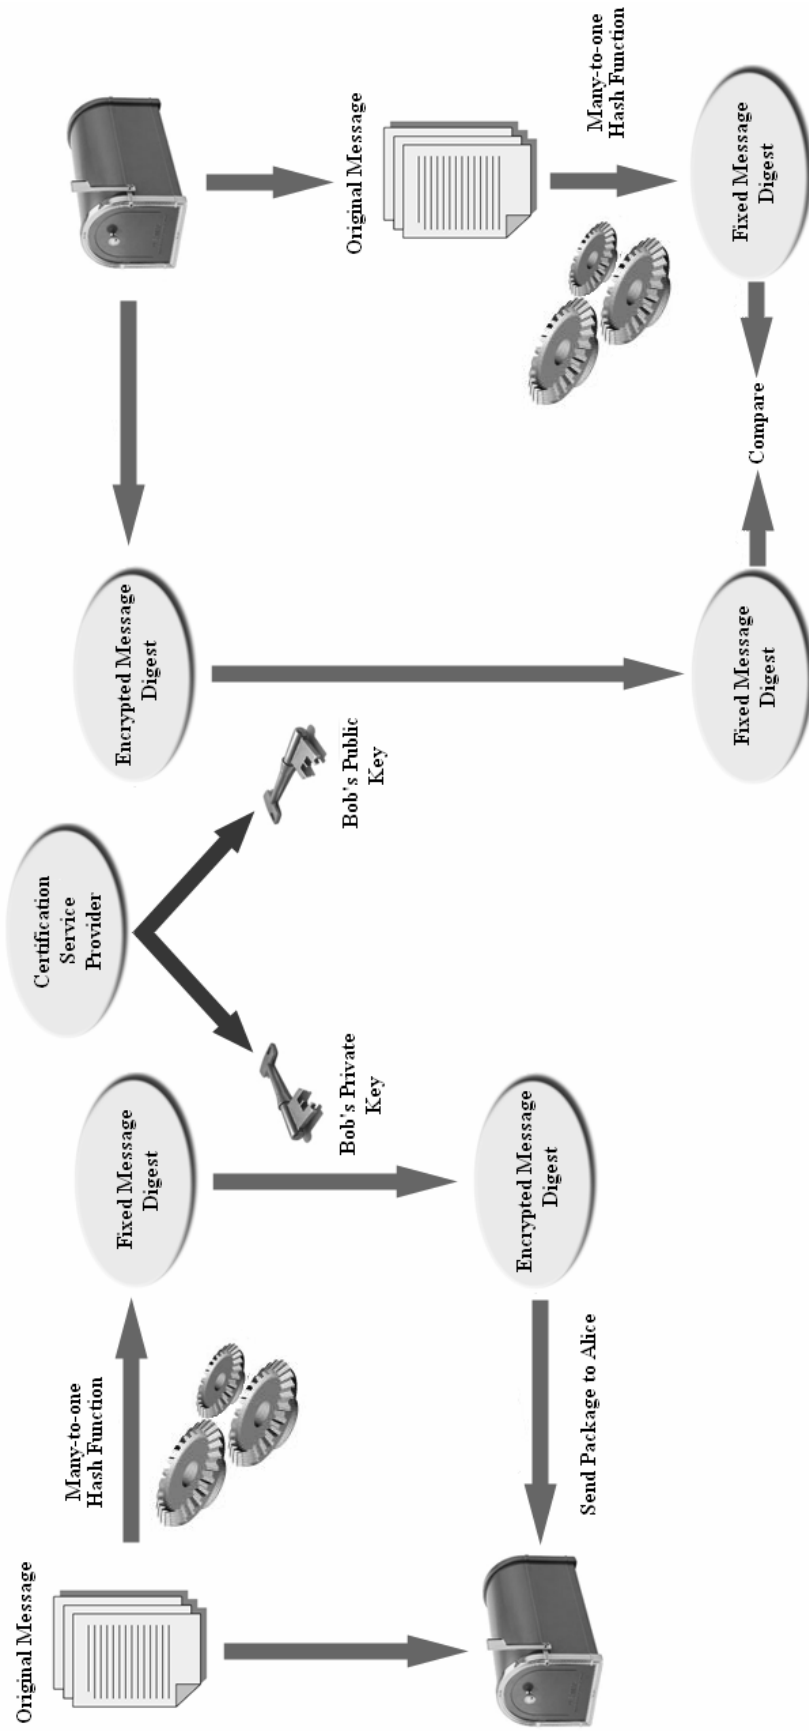 Original Message
Many-to-one
Hash Function
Fixed Message
Digest
Bob's Private
Key
Encrypted Message
Digest
Send Package to Alice
Certification
Service
Provider
Bob's Public
Key
Encrypted Message
Digest
Fixed Message
Digest
Compare
Original Message
Many-to-one
Hash Function
Fixed Message
Digest